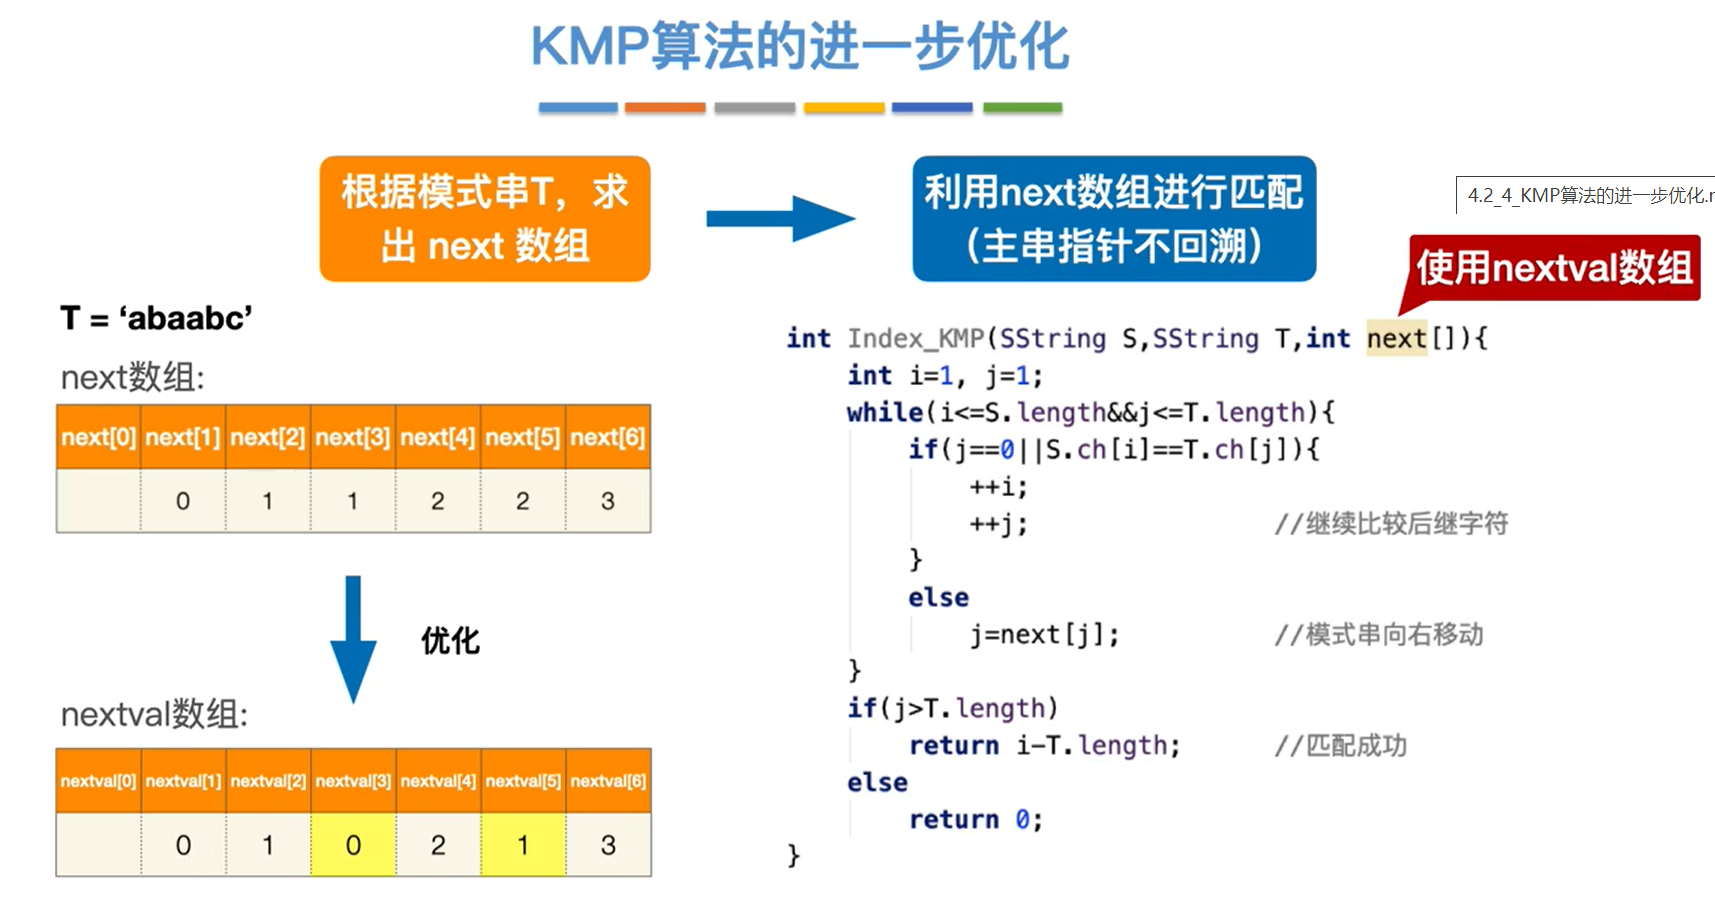 KMP算法的进一步优化
根据模式串T，求
出 next 数组
利用next数组进行匹配
（主串指针不回溯）
4.2_4_KMP算法的进一步优化.
使用nextval数组
T = ‘abaabc’
next数组:
next[0] next[1] next[2] next[3] next[4] next[5] next[6]
0 1 1 2 2 3
优化
nextval数组:
nextval[0] nextval[1] nextval[2] nextval[3] nextval[4] nextval[5] nextval[6]
0 1 0 2 1 3
int Index_KMP(SString S,SString T,int next[]){
int i=1, j=1;
while(i<=S.length&&j<=T.length){
if(j==0||S.ch[i]==T.ch[j]){
++i;
++j; //继续比较后继字符
}
else
j=next[j]; //模式串向右移动
}
if(j>T.length)
return i-T.length; //匹配成功
else
return 0;
}